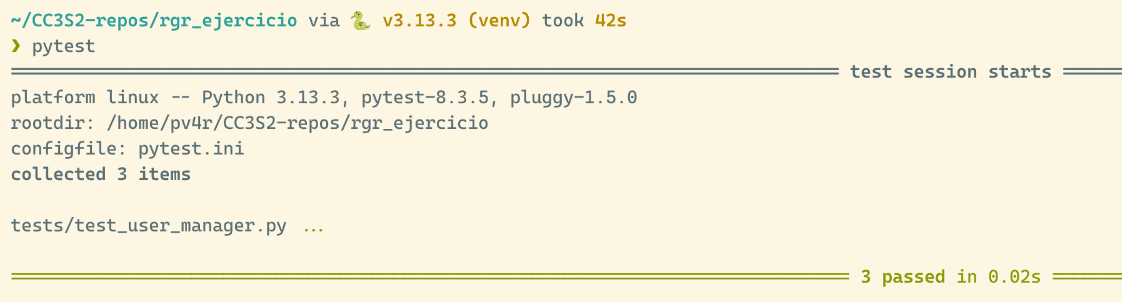 ~/CC3S2-repos/rgr_ejercicio via 🐍 v3.13.3 (venv) took 42s
❯ pytest
═══════════════ test session starts ═══════════════
platform linux -- Python 3.13.3, pytest-8.3.5, pluggy-1.5.0
rootdir: /home/pv4r/CC3S2-repos/rgr_ejercicio
configfile: pytest.ini
collected 3 items
tests/test_user_manager.py ...
═══════════════ 3 passed in 0.02s ═══════════════